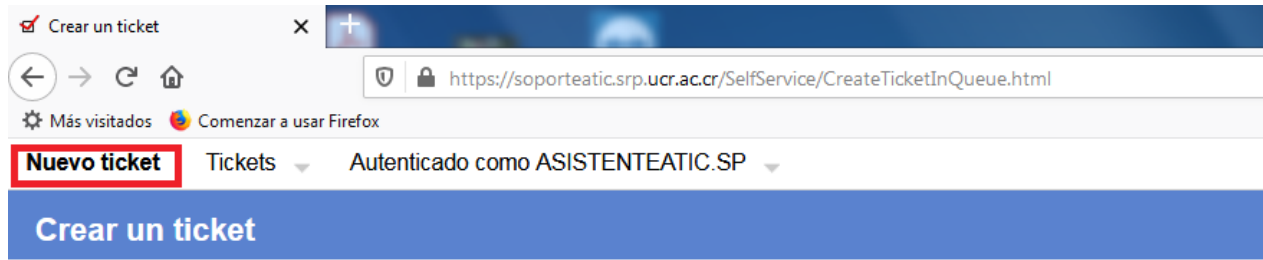 Crear un ticket
https://soporteatic.srp.ucr.ac.cr/SelfService/CreateTicketInQueue.html
Más visitados Comenzar a usar Firefox
Nuevo ticket Tickets Autenticado como ASISTENTEATIC.SP
Crear un ticket